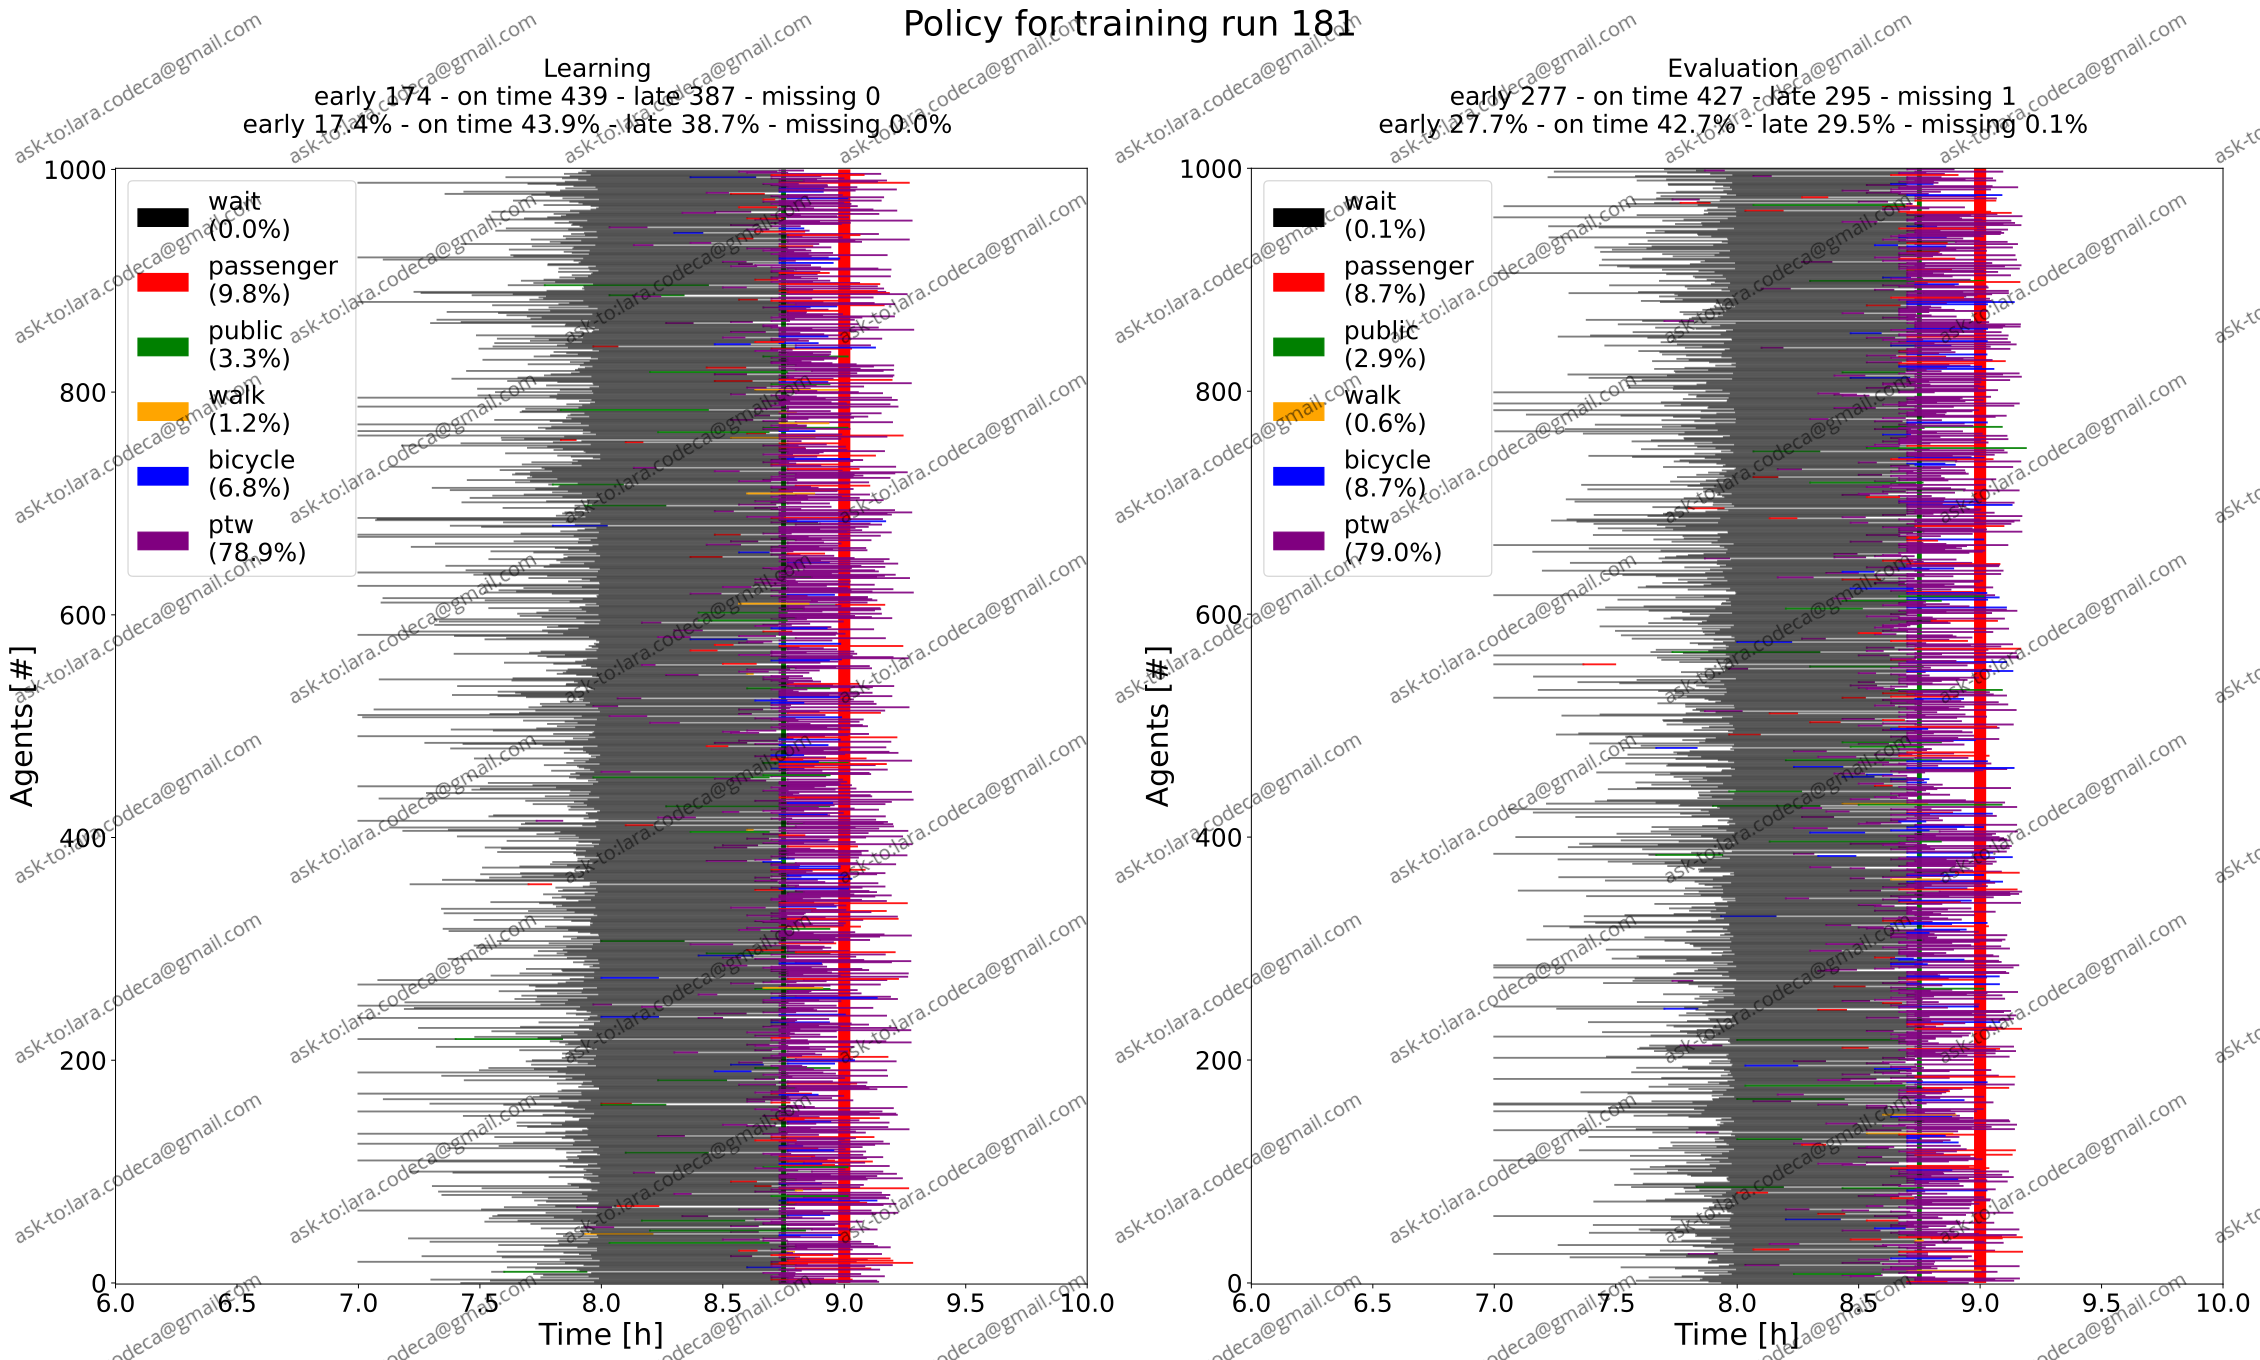 Policy for training run 181
Learning
early 174 - on time 439 - late 387 - missing 0
early 17.4% - on time 43.9% - late 38.7% - missing 0.0%
1000
800
600
400
200
0
Agents [#]
wait
(0.0%)
passenger
(9.8%)
public
(3.3%)
walk
(1.2%)
bicycle
(6.8%)
ptw
(78.9%)
6.0 6.5 7.0 7.5 8.0 8.5 9.0 9.5 10.0
Time [h]
Evaluation
early 277 - on time 427 - late 295 - missing 1
early 27.7% - on time 42.7% - late 29.5% - missing 0.1%
1000
800
600
400
200
0
Agents [#]
wait
(0.1%)
passenger
(8.7%)
public
(2.9%)
walk
(0.6%)
bicycle
(8.7%)
ptw
(79.0%)
6.0 6.5 7.0 7.5 8.0 8.5 9.0 9.5 10.0
Time [h]
ask-to:lara.codeca@gmail.com